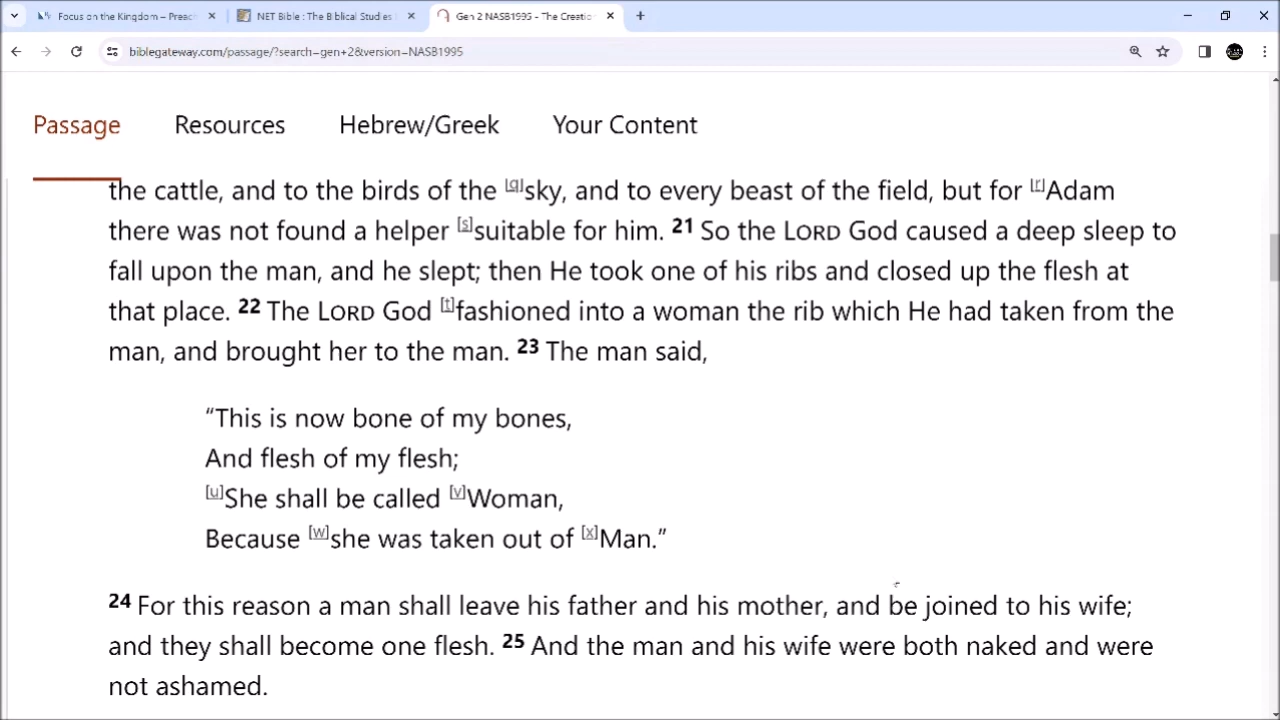 Focus on the Kingdom – Preach
NET Bible : The Biblical Studies
Gen 2 NASB1995 - The Creatio
biblegateway.com/passage/?search=gen+2&version=NASB1995
Passage Resources Hebrew/Greek Your Content
the cattle, and to the birds of the [q]sky, and to every beast of the field, but for [r]Adam
there was not found a helper [s]suitable for him. 21 So the LORD God caused a deep sleep to
fall upon the man, and he slept; then He took one of his ribs and closed up the flesh at
that place. 22 The LORD God [t]fashioned into a woman the rib which He had taken from the
man, and brought her to the man. 23 The man said,
“This is now bone of my bones,
And flesh of my flesh;
[u]She shall be called [v]Woman,
Because [w]she was taken out of [x]Man.”
24 For this reason a man shall leave his father and his mother, and be joined to his wife;
and they shall become one flesh. 25 And the man and his wife were both naked and were
not ashamed.